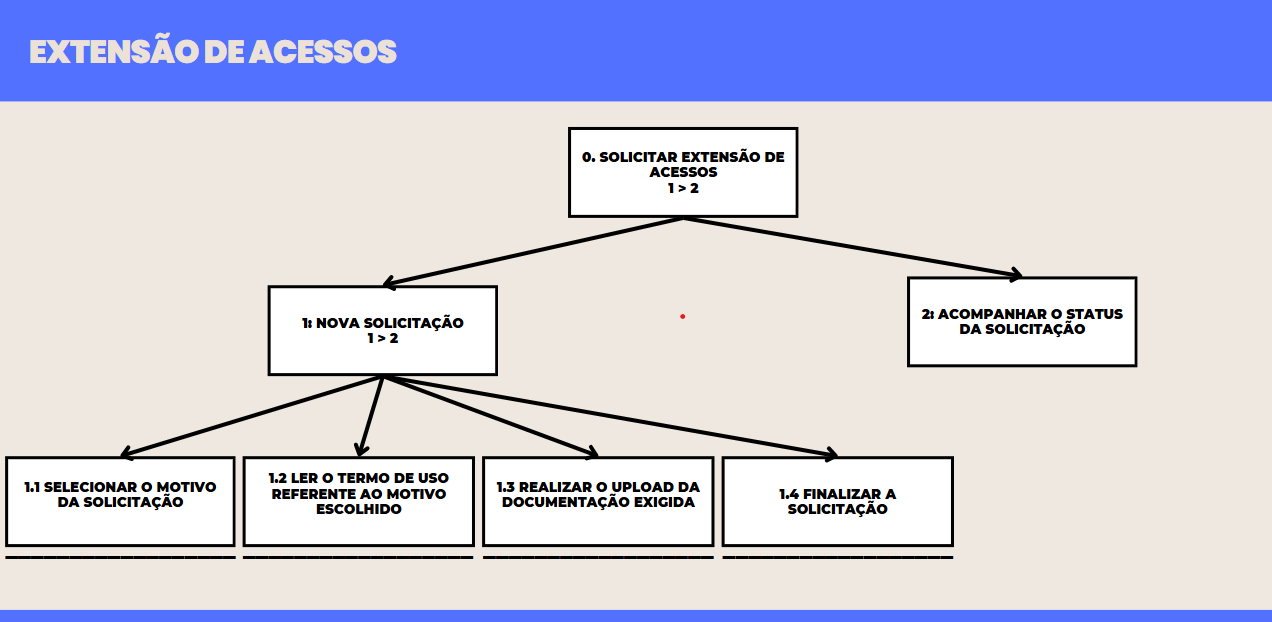 EXTENSÃO DE ACESSOS
0. SOLICITAR EXTENSÃO DE
ACESSOS
1 > 2
1: NOVA SOLICITAÇÃO
1 > 2
2: ACOMPANHAR O STATUS
DA SOLICITAÇÃO
1.1 SELECIONAR O MOTIVO
DA SOLICITAÇÃO
1.2 LER O TERMO DE USO
REFERENTE AO MOTIVO
ESCOLHIDO
1.3 REALIZAR O UPLOAD DA
DOCUMENTAÇÃO EXIGIDA
1.4 FINALIZAR A
SOLICITAÇÃO